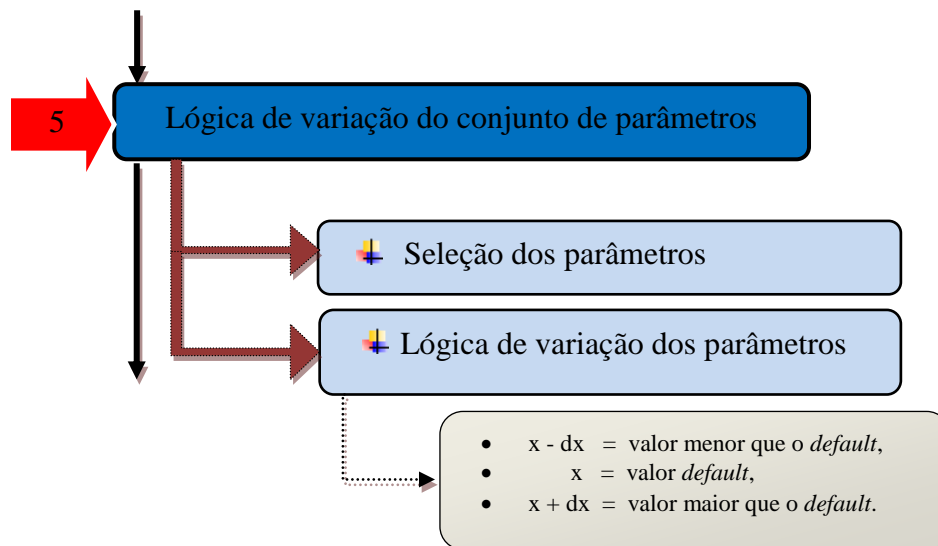 5
Lógica de variação do conjunto de parâmetros
Seleção dos parâmetros
Lógica de variação dos parâmetros
• x - dx = valor menor que o default,
• x = valor default,
• x + dx = valor maior que o default.